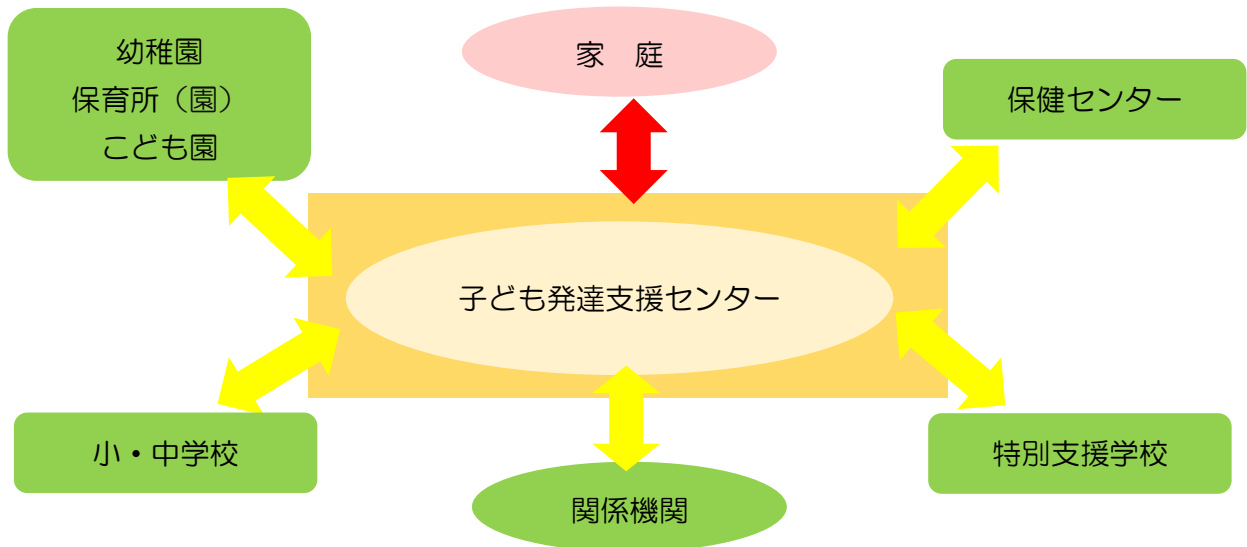 幼稚園
保育所（園）
こども園
家　庭
保健センター
子ども発達支援センター
小・中学校
関係機関
特別支援学校